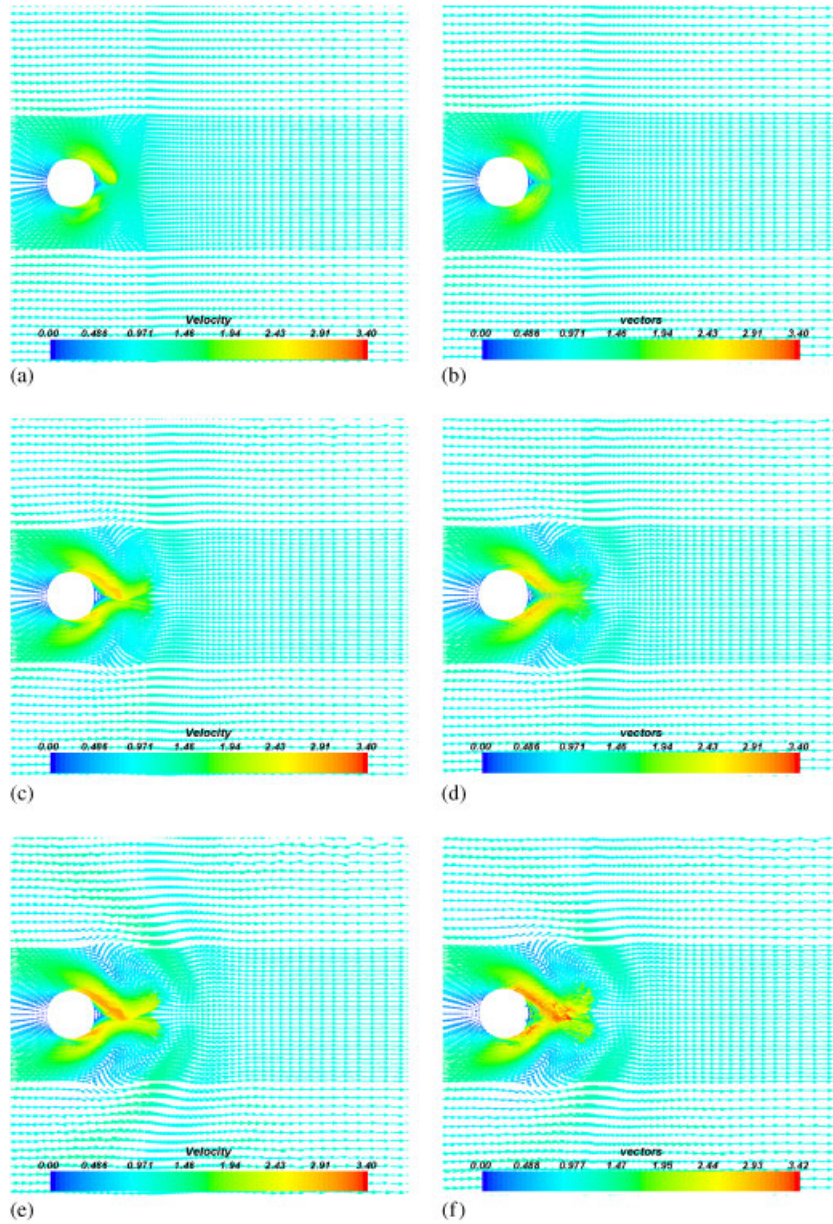 Velocity
0.00 0.486 0.971 1.46 1.94 2.43 2.91 3.40
(a)
vectors
0.00 0.486 0.971 1.46 1.94 2.43 2.91 3.40
(b)
Velocity
0.00 0.486 0.971 1.46 1.94 2.43 2.91 3.40
(c)
vectors
0.00 0.486 0.971 1.46 1.94 2.43 2.91 3.40
(d)
Velocity
0.00 0.486 0.971 1.46 1.94 2.43 2.91 3.40
(e)
vectors
0.00 0.488 0.977 1.47 1.95 2.44 2.93 3.42
(f)